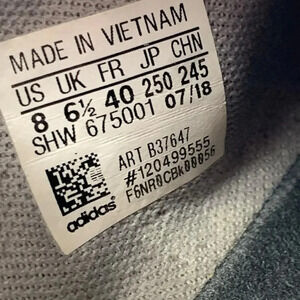 MADE IN VIETNAM
US UK FR JP CHN
8 6½ 40 250 245
SHW 675001 07/18
ART B37647
#120499555
F6NR0CBk00056
adidas